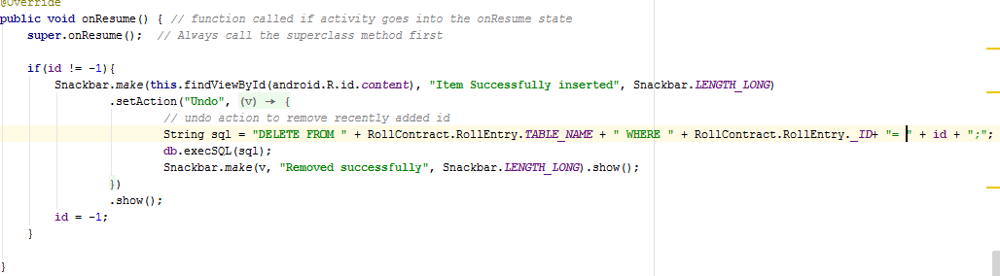 @Override
public void onResume() { // function called if activity goes into the onResume state
super.onResume();  // Always call the superclass method first
if(id != -1){
Snackbar.make(this.findViewById(android.R.id.content), "Item Successfully inserted", Snackbar.LENGTH_LONG)
.setAction("Undo", (v) → {
// undo action to remove recently added id
String sql = "DELETE FROM " + RollContract.RollEntry.TABLE_NAME + " WHERE " + RollContract.RollEntry._ID+ "= " + id + ";";
db.execSQL(sql);
Snackbar.make(v, "Removed successfully", Snackbar.LENGTH_LONG).show();
})
.show();
id = -1;
}
}